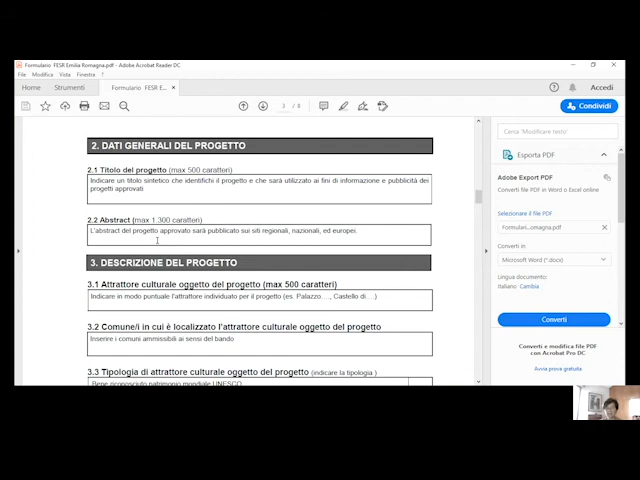 Formulario FESR Emilia Romagna.pdf - Adobe Acrobat Reader DC
File Modifica Vista Finestra ?
Home Strumenti Formulario FESR E... × Accedi
1 / 8 Condividi
2. DATI GENERALI DEL PROGETTO
2.1 Titolo del progetto (max 500 caratteri)
Indicare un titolo sintetico che identifichi il progetto e che sarà utilizzato ai fini di informazione e pubblicità dei
progetti approvati
2.2 Abstract (max 1.300 caratteri)
L'abstract del progetto approvato sarà pubblicato sui siti regionali, nazionali, ed europei.
3. DESCRIZIONE DEL PROGETTO
3.1 Attrattore culturale oggetto del progetto (max 500 caratteri)
Indicare in modo puntuale l'attrattore individuato per il progetto (es. Palazzo…, Castello di…)
3.2 Comune/i in cui è localizzato l'attrattore culturale oggetto del progetto
Inserire i comuni ammissibili ai sensi del bando
3.3 Tipologia di attrattore culturale oggetto del progetto (indicare la tipologia )
Bene riconosciuto patrimonio mondiale UNESCO
Cerca 'Modificare testo'
Esporta PDF
Adobe Export PDF
Converti file PDF in Word o Excel online
Selezionare il file PDF
Formulari...omagna.pdf ×
Converti in
Microsoft Word (*.docx)
Lingua documento:
Italiano Cambia
Converti
Converti e modifica file PDF
con Acrobat Pro DC
Avvia prova gratuita